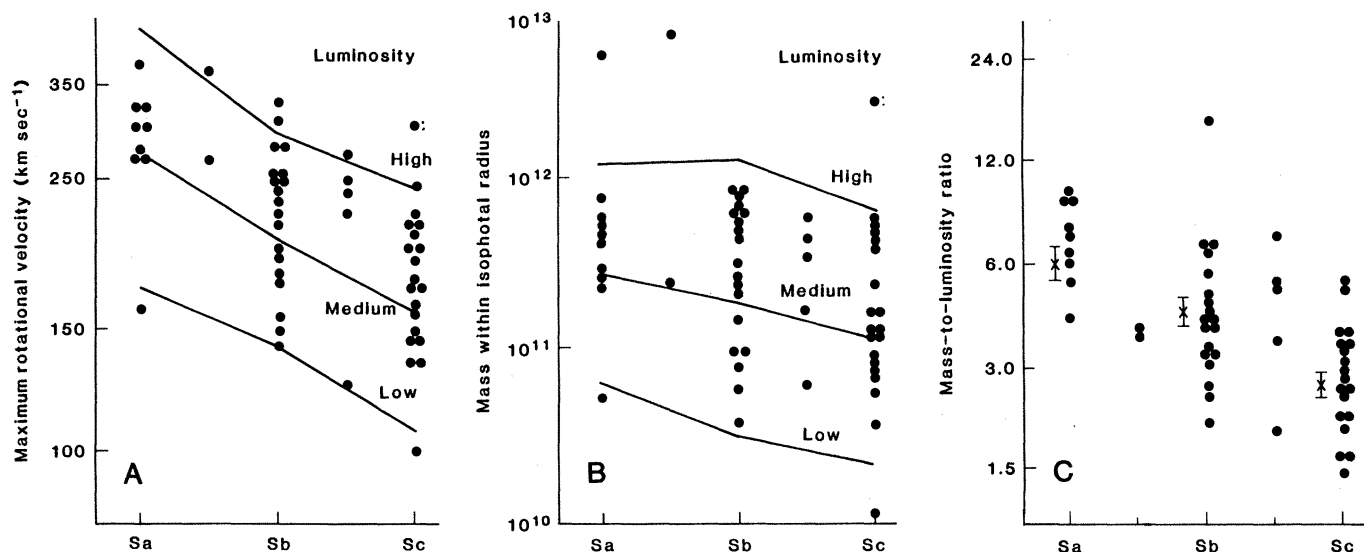 Maximum rotational velocity (km sec⁻¹)
350
250
150
100
Luminosity
High
Medium
Low
A
Sa
Sb
Sc
Mass within isophotal radius
10¹³
10¹²
10¹¹
10¹⁰
Luminosity
High
Medium
Low
B
Sa
Sb
Sc
Mass-to-luminosity ratio
24.0
12.0
6.0
3.0
1.5
C
Sa
Sb
Sc